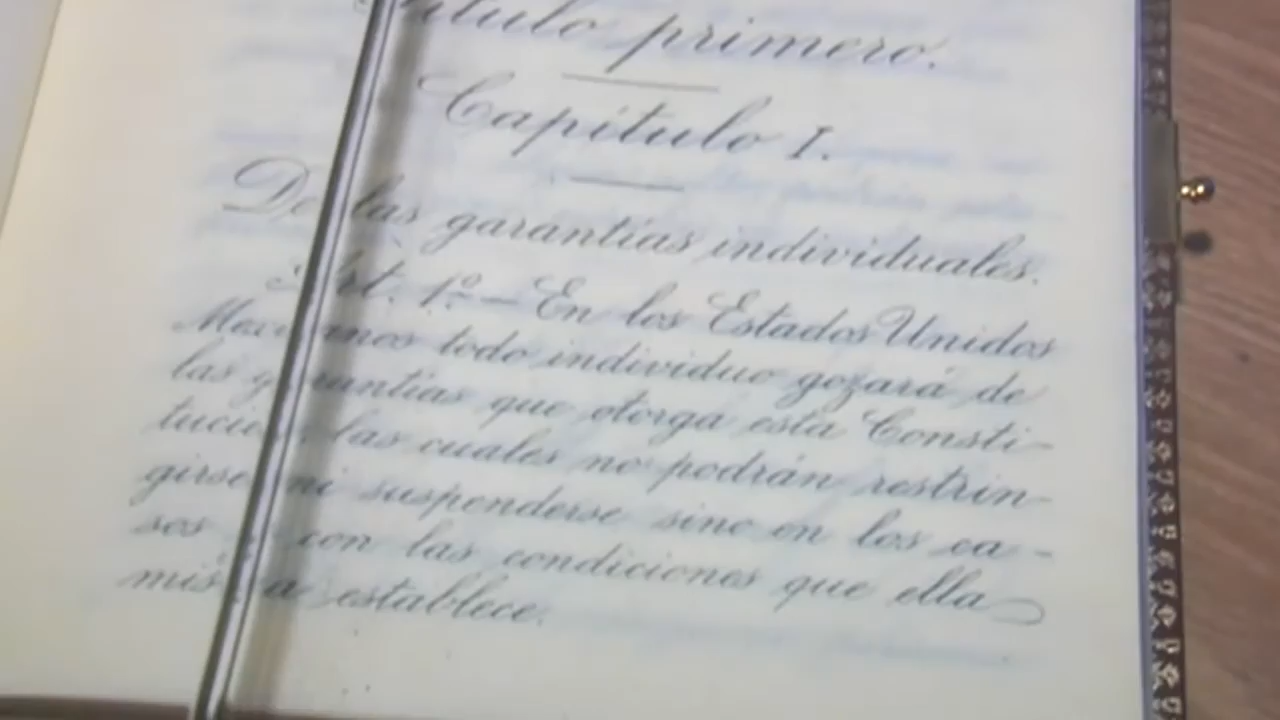 Título primero.
Capítulo I.
De las garantías individuales.
Art. 1º.- En los Estados Unidos
Mexicanos todo individuo gozará de
las garantías que otorga esta Consti-
tución, las cuales no podrán restrin-
girse ni suspenderse sino en los ca-
sos y con las condiciones que ella
misma establece.